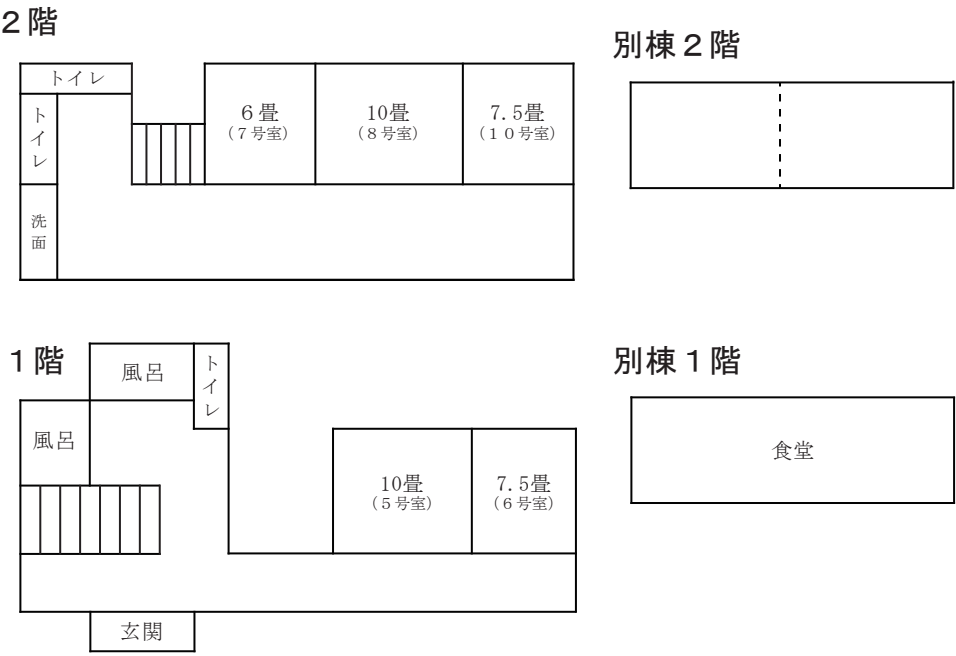 ２階
トイレ
トイレ
洗面
６畳
（７号室）
10畳
（８号室）
7.5畳
（１０号室）
別棟２階
１階
風呂
トイレ
風呂
10畳
（５号室）
7.5畳
（６号室）
玄関
別棟１階
食堂